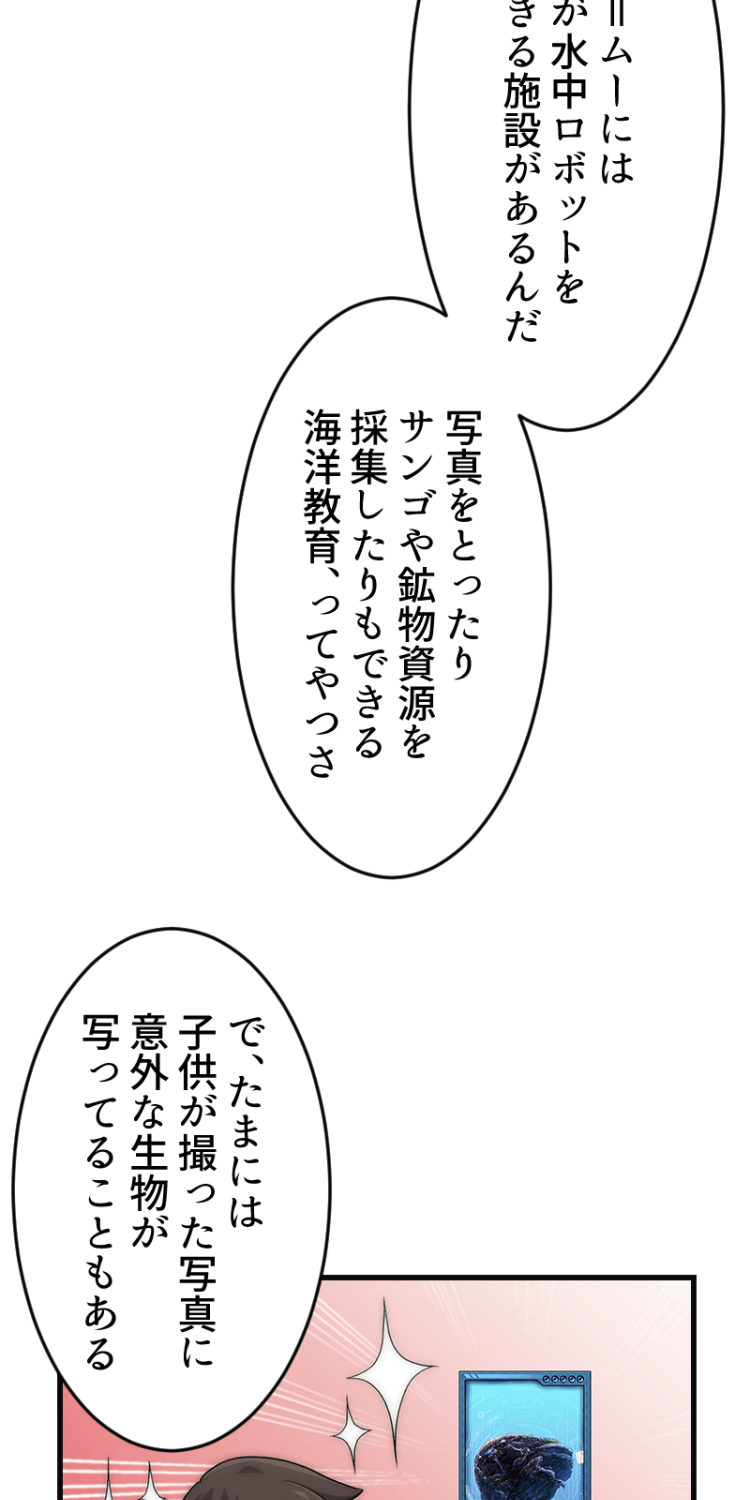 ＝ムーには
が水中ロボットを
きる施設があるんだ
写真をとったり
サンゴや鉱物資源を
採集したりもできる
海洋教育、ってやつさ
で、たまには
子供が撮った写真に
意外な生物が
写ってることもある